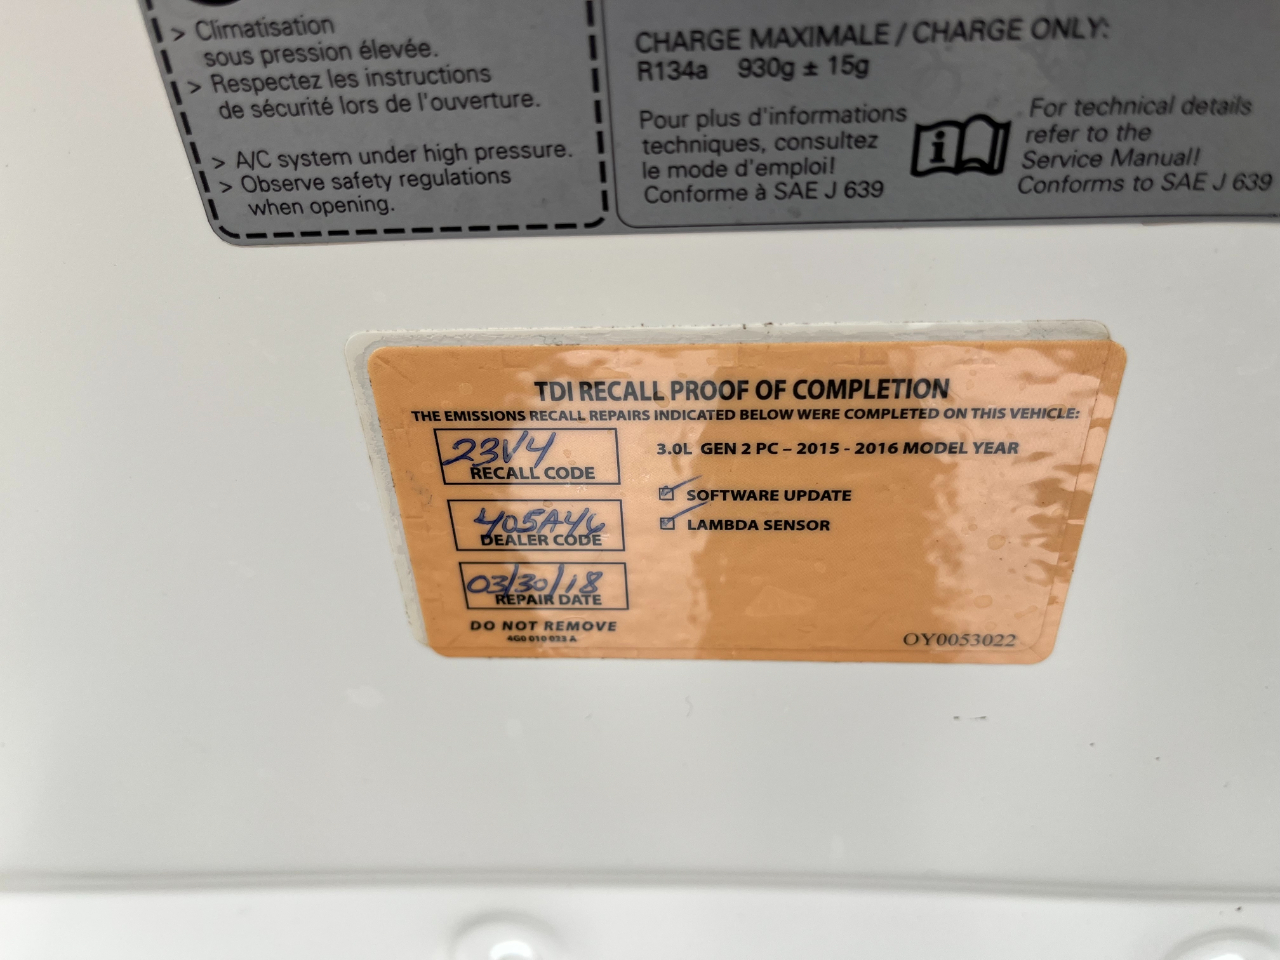 > Climatisation
sous pression élevée.
> Respectez les instructions
de sécurité lors de l'ouverture.
> A/C system under high pressure.
> Observe safety regulations
when opening.
CHARGE MAXIMALE / CHARGE ONLY:
R134a 930g ± 15g
Pour plus d'informations
techniques, consultez
le mode d'emploi!
Conforme à SAE J 639
i
For technical details
refer to the
Service Manual!
Conforms to SAE J 639
TDI RECALL PROOF OF COMPLETION
THE EMISSIONS RECALL REPAIRS INDICATED BELOW WERE COMPLETED ON THIS VEHICLE:
23V4
RECALL CODE
405A46
DEALER CODE
03/30/18
REPAIR DATE
DO NOT REMOVE
4G0 010 023 A
3.0L GEN 2 PC – 2015 - 2016 MODEL YEAR
SOFTWARE UPDATE
LAMBDA SENSOR
OY0053022